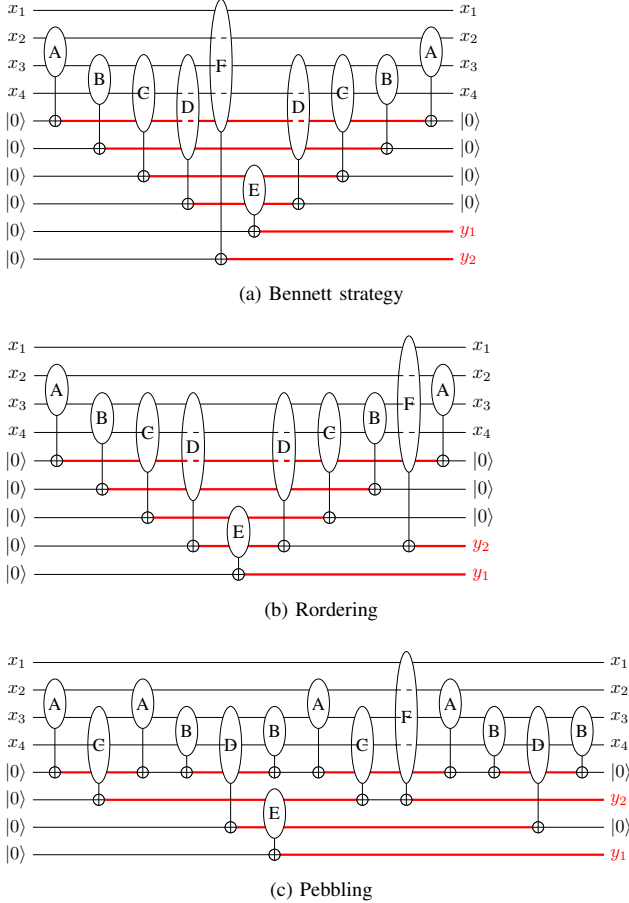 x₁ x₁
x₂ x₂
A A
x₃ F x₃
B B
x₄ C C x₄
D D
|0⟩ |0⟩
|0⟩ |0⟩
|0⟩ |0⟩
E
|0⟩ |0⟩
|0⟩ y₁
|0⟩ y₂
(a) Bennett strategy
x₁ x₁
x₂ x₂
A A
x₃ F x₃
B B
x₄ C C x₄
D D
|0⟩ |0⟩
|0⟩ |0⟩
|0⟩ |0⟩
E
|0⟩ y₂
|0⟩ y₁
(b) Rordering
x₁ x₁
x₂ x₂
A A A A
x₃ F x₃
B B B B
x₄ C D C D x₄
|0⟩ |0⟩
|0⟩ y₂
E
|0⟩ |0⟩
|0⟩ y₁
(c) Pebbling